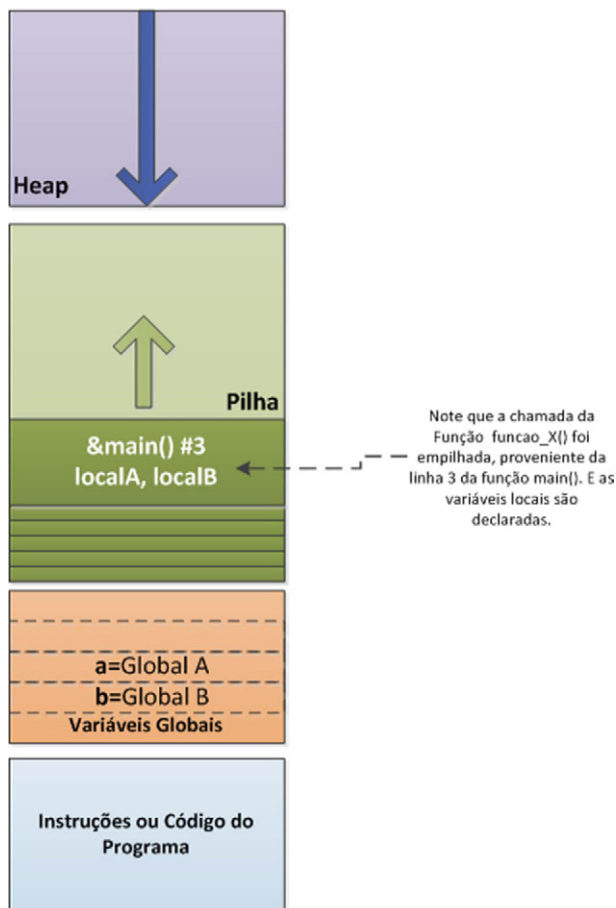 Heap
Pilha
&main() #3
localA, localB
Note que a chamada da
Função funcao_X() foi
empilhada, proveniente da
linha 3 da função main(). E as
variáveis locais são
declaradas.
a=Global A
b=Global B
Variáveis Globais
Instruções ou Código do
Programa